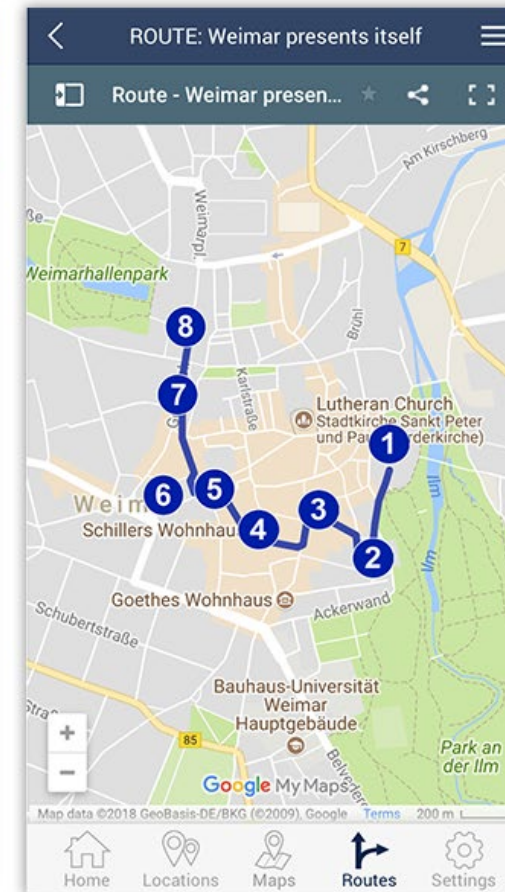 ROUTE: Weimar presents itself
Route - Weimar presen...
Am Kirschberg
Weimarpl.
7
Weimarhallenpark
Brühl
8
Karlstraße
7
Lutheran Church
Stadtkirche Sankt Peter
und Pau
rderkirche)
1
Ilm
6
5
3
Weim
Schillers Wohnhau
4
2
Ilm
Goethes Wohnhaus
Ackerwand
Schubertstraße
Bauhaus-Universität
Weimar
Hauptgebäude
85
+
-
Park an
der Ilm
Google My Maps
Map data ©2018 GeoBasis-DE/BKG (©2009), Google Terms 200 m
Home Locations Maps Routes Settings